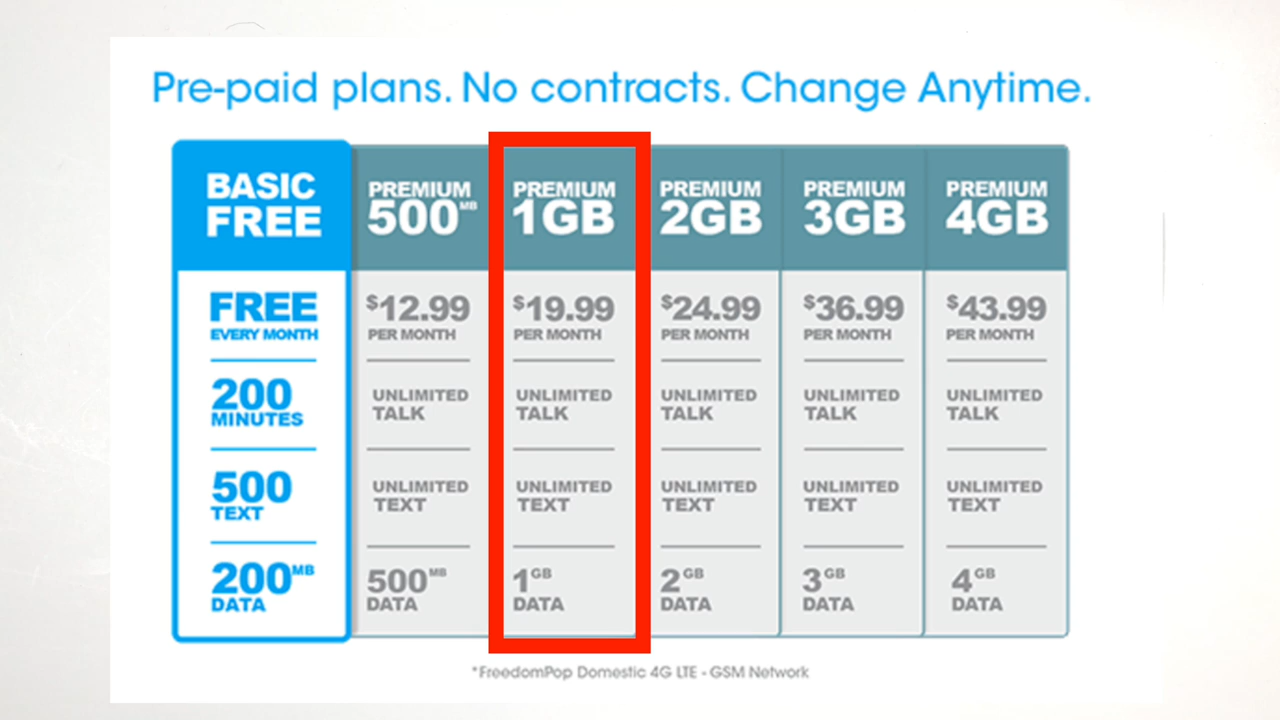 Pre-paid plans. No contracts. Change Anytime.
BASIC
FREE
FREE
EVERY MONTH
200
MINUTES
500
TEXT
200MB
DATA
PREMIUM
500MB
$12.99
PER MONTH
UNLIMITED
TALK
UNLIMITED
TEXT
500MB
DATA
PREMIUM
1GB
$19.99
PER MONTH
UNLIMITED
TALK
UNLIMITED
TEXT
1GB
DATA
PREMIUM
2GB
$24.99
PER MONTH
UNLIMITED
TALK
UNLIMITED
TEXT
2GB
DATA
PREMIUM
3GB
$36.99
PER MONTH
UNLIMITED
TALK
UNLIMITED
TEXT
3GB
DATA
PREMIUM
4GB
$43.99
PER MONTH
UNLIMITED
TALK
UNLIMITED
TEXT
4GB
DATA
*FreedomPop Domestic 4G LTE - GSM Network